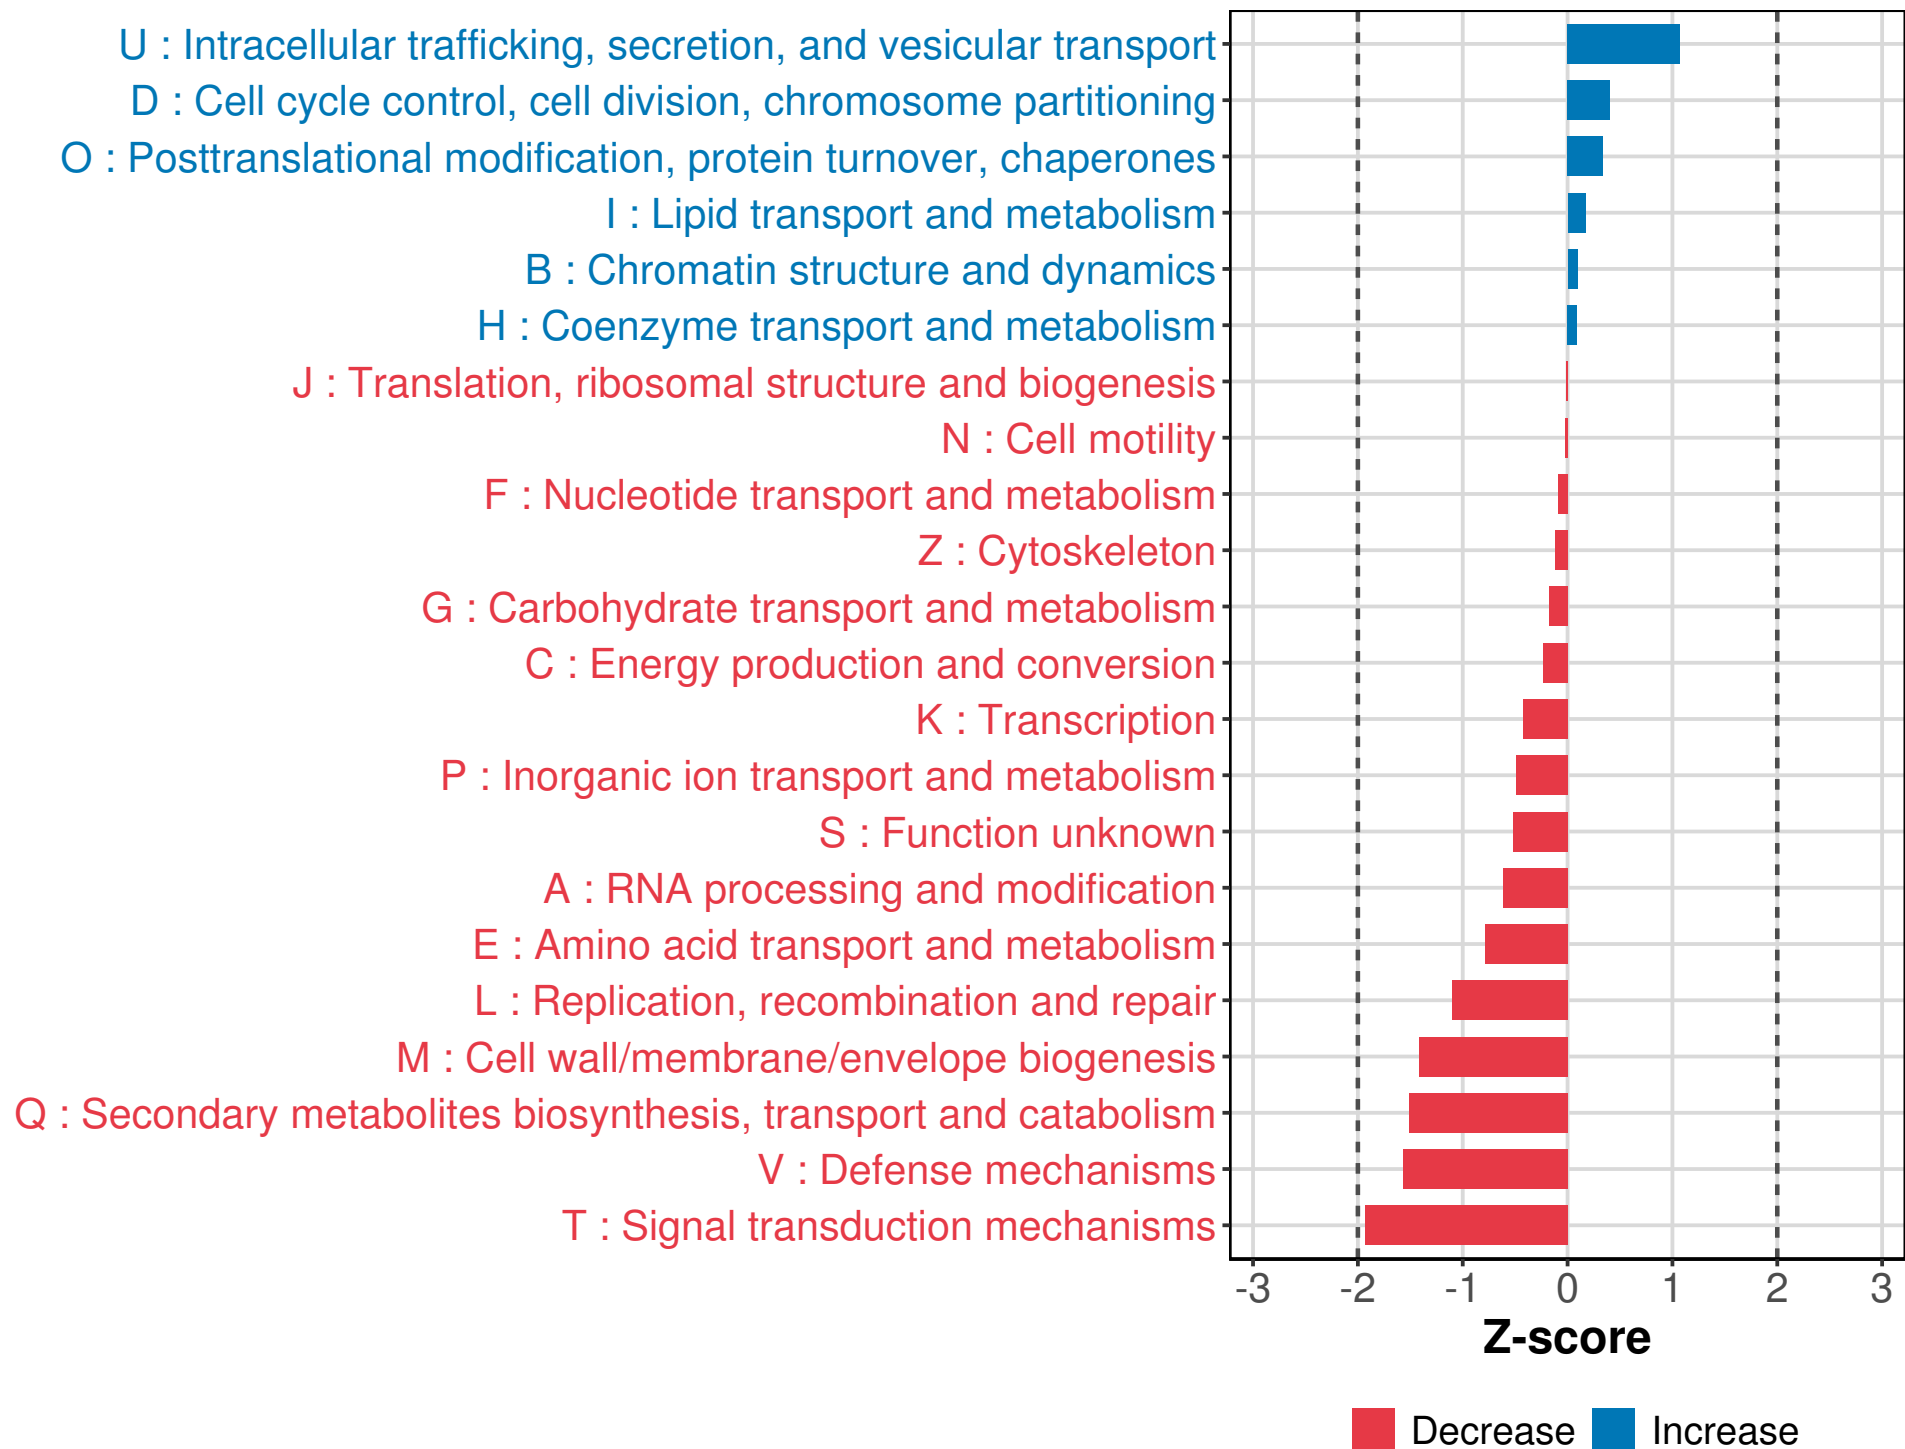 U : Intracellular trafficking, secretion, and vesicular transport
D : Cell cycle control, cell division, chromosome partitioning
O : Posttranslational modification, protein turnover, chaperones
I : Lipid transport and metabolism
B : Chromatin structure and dynamics
H : Coenzyme transport and metabolism
J : Translation, ribosomal structure and biogenesis
N : Cell motility
F : Nucleotide transport and metabolism
Z : Cytoskeleton
G : Carbohydrate transport and metabolism
C : Energy production and conversion
K : Transcription
P : Inorganic ion transport and metabolism
S : Function unknown
A : RNA processing and modification
E : Amino acid transport and metabolism
L : Replication, recombination and repair
M : Cell wall/membrane/envelope biogenesis
Q : Secondary metabolites biosynthesis, transport and catabolism
V : Defense mechanisms
T : Signal transduction mechanisms
-3 -2 -1 0 1 2 3
Z-score
Decrease Increase